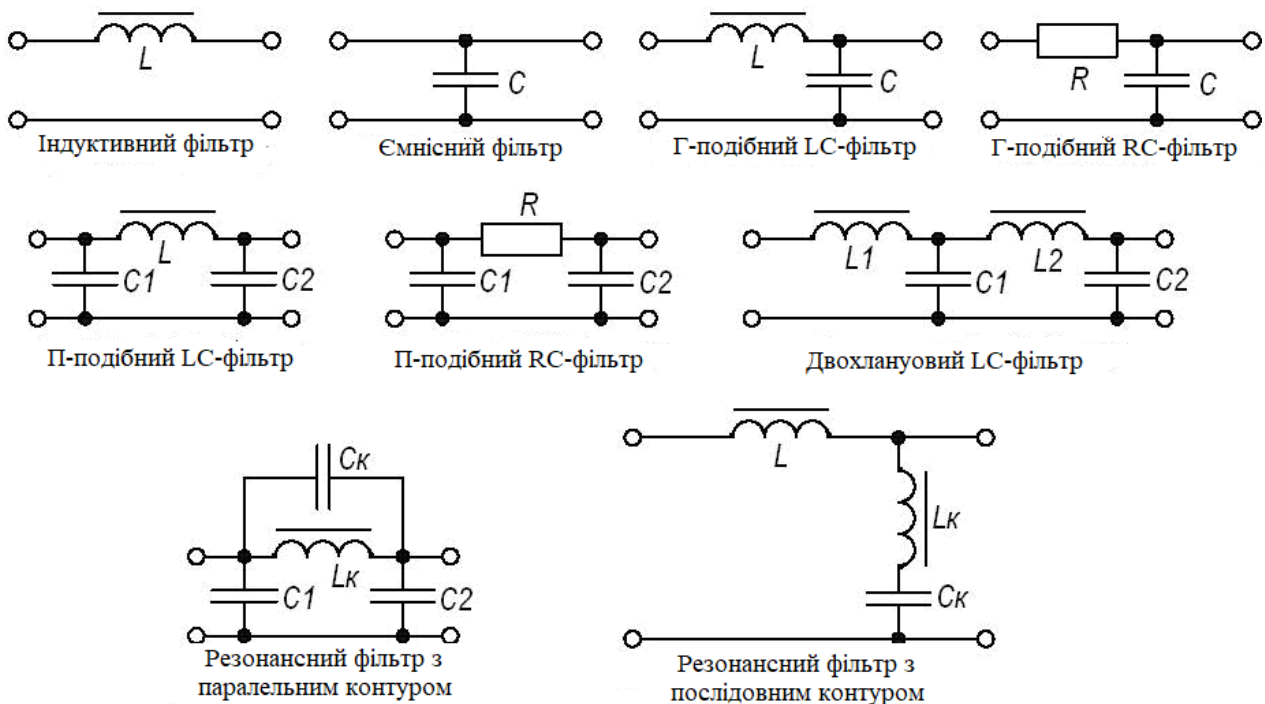 L
C
L
C
R
C
Індуктивний фільтр
Ємнісний фільтр
Г-подібний LC-фільтр
Г-подібний RC-фільтр
L
C1
C2
R
C1
C2
L1
L2
C1
C2
П-подібний LC-фільтр
П-подібний RC-фільтр
Двохлануовий LC-фільтр
Cк
Lк
C1
C2
L
Lк
Cк
Резонансний фільтр з
паралельним контуром
Резонансний фільтр з
послідовним контуром